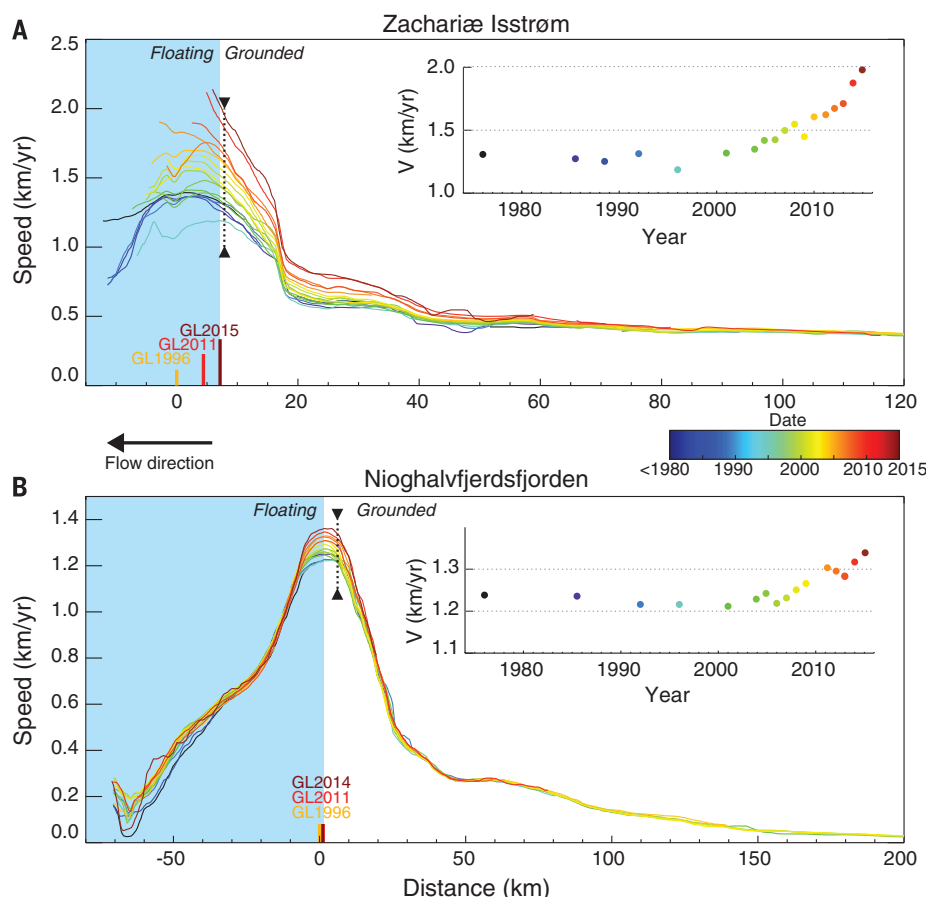 A
Zachariæ Isstrøm
2.5
Floating Grounded
2.0
1.5
1.0
0.5
0.0
Speed (km/yr)
2.0
1.5
1.0
V (km/yr)
1980 1990 2000 2010
Year
GL2015
GL2011
GL1996
0 20 40 60 80 100 120
Date
Flow direction
<1980 1990 2000 2010 2015
B
Nioghalvfjerdsfjorden
Floating Grounded
1.4
1.2
1.0
0.8
0.6
0.4
0.2
0.0
Speed (km/yr)
1.3
1.2
1.1
V (km/yr)
1980 1990 2000 2010
Year
GL2014
GL2011
GL1996
-50 0 50 100 150 200
Distance (km)